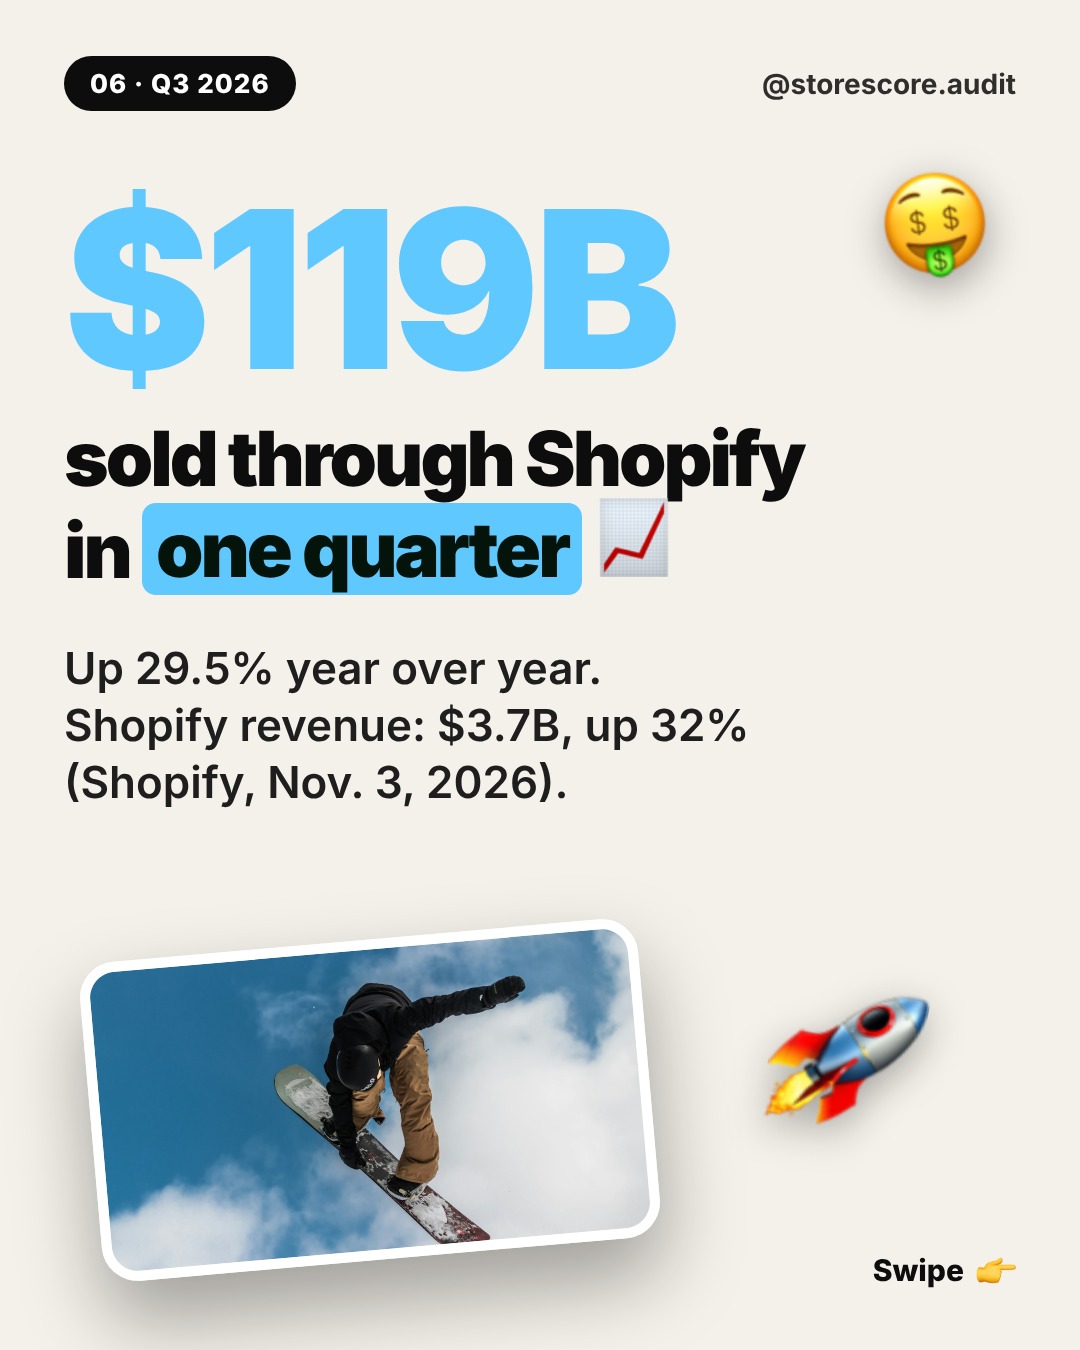 06 · Q3 2026
@storescore.audit
$119B
sold through Shopify
in one quarter
Up 29.5% year over year.
Shopify revenue: $3.7B, up 32%
(Shopify, Nov. 3, 2026).
Swipe